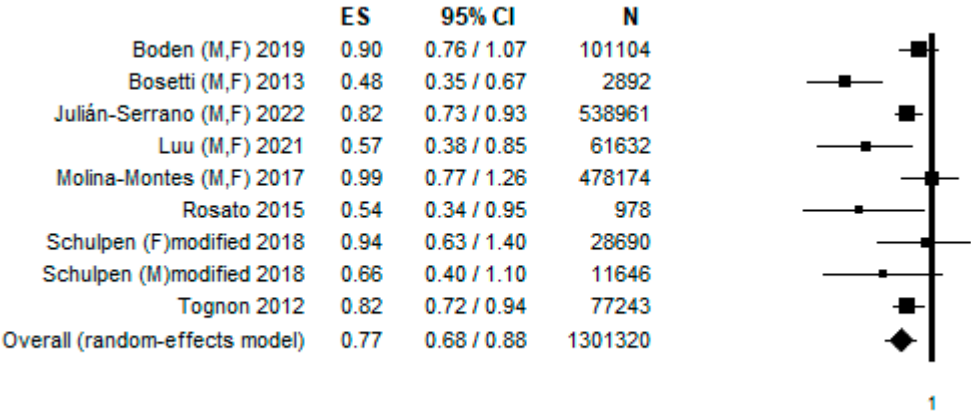 ES 95% CI N
Boden (M,F) 2019 0.90 0.76 / 1.07 101104
Bosetti (M,F) 2013 0.48 0.35 / 0.67 2892
Julián-Serrano (M,F) 2022 0.82 0.73 / 0.93 538961
Luu (M,F) 2021 0.57 0.38 / 0.85 61632
Molina-Montes (M,F) 2017 0.99 0.77 / 1.26 478174
Rosato 2015 0.54 0.34 / 0.95 978
Schulpen (F)modified 2018 0.94 0.63 / 1.40 28690
Schulpen (M)modified 2018 0.66 0.40 / 1.10 11646
Tognon 2012 0.82 0.72 / 0.94 77243
Overall (random-effects model) 0.77 0.68 / 0.88 1301320
1